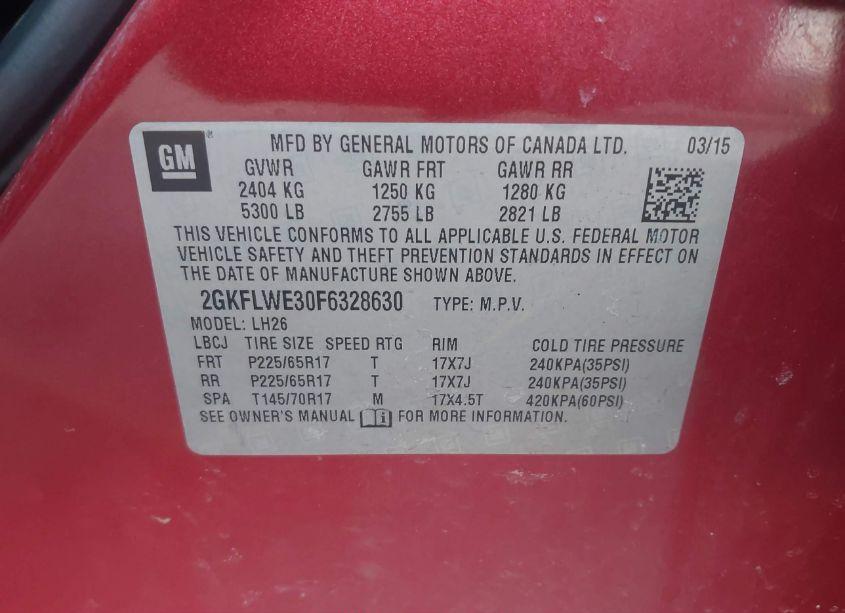 GM
MFD BY GENERAL MOTORS OF CANADA LTD. 03/15
GVWR GAWR FRT GAWR RR
2404 KG 1250 KG 1280 KG
5300 LB 2755 LB 2821 LB
THIS VEHICLE CONFORMS TO ALL APPLICABLE U.S. FEDERAL MOTOR
VEHICLE SAFETY AND THEFT PREVENTION STANDARDS IN EFFECT ON
THE DATE OF MANUFACTURE SHOWN ABOVE.
2GKFLWE30F6328630 TYPE: M.P.V.
MODEL: LH26
LBCJ TIRE SIZE SPEED RTG RIM COLD TIRE PRESSURE
FRT P225/65R17 T 17X7J 240KPA(35PSI)
RR P225/65R17 T 17X7J 240KPA(35PSI)
SPA T145/70R17 M 17X4.5T 420KPA(60PSI)
SEE OWNER'S MANUAL FOR MORE INFORMATION.